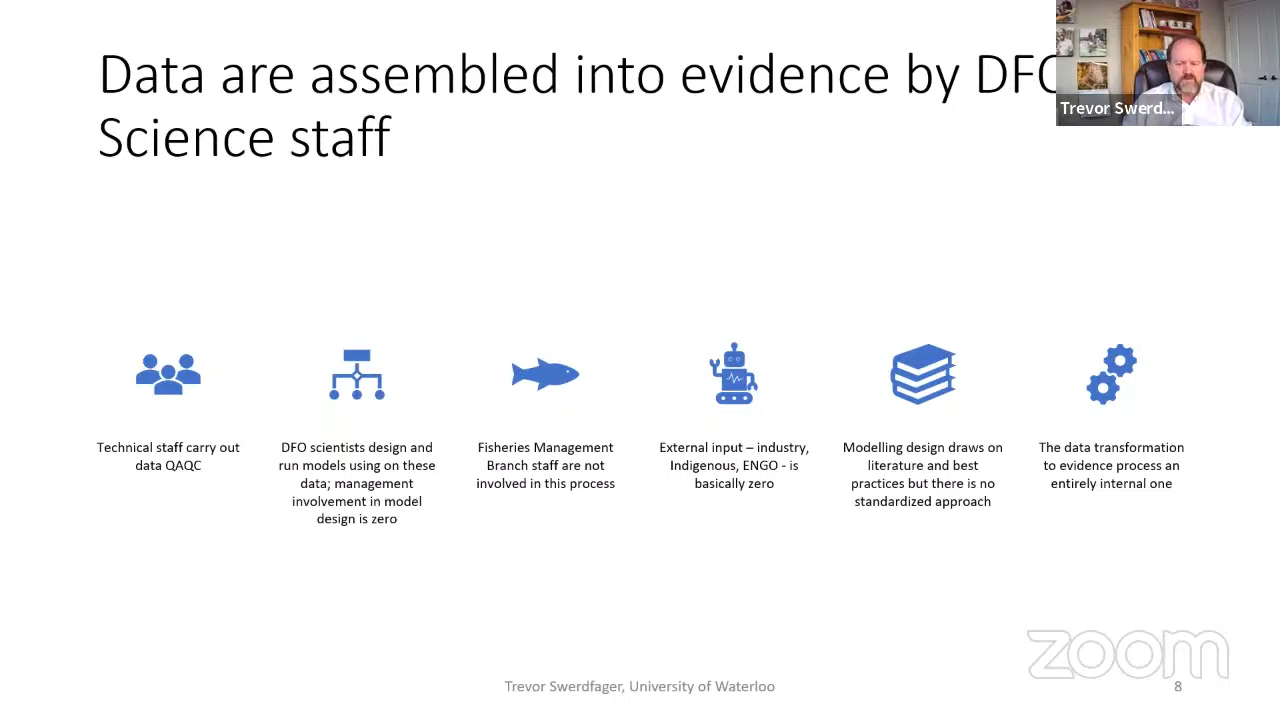 Data are assembled into evidence by DFO
Science staff
Trevor Swerd...
Technical staff carry out
data QAQC
DFO scientists design and
run models using on these
data; management
involvement in model
design is zero
Fisheries Management
Branch staff are not
involved in this process
External input – industry,
Indigenous, ENGO - is
basically zero
Modelling design draws on
literature and best
practices but there is no
standardized approach
The data transformation
to evidence process an
entirely internal one
zoom
Trevor Swerdfager, University of Waterloo
8